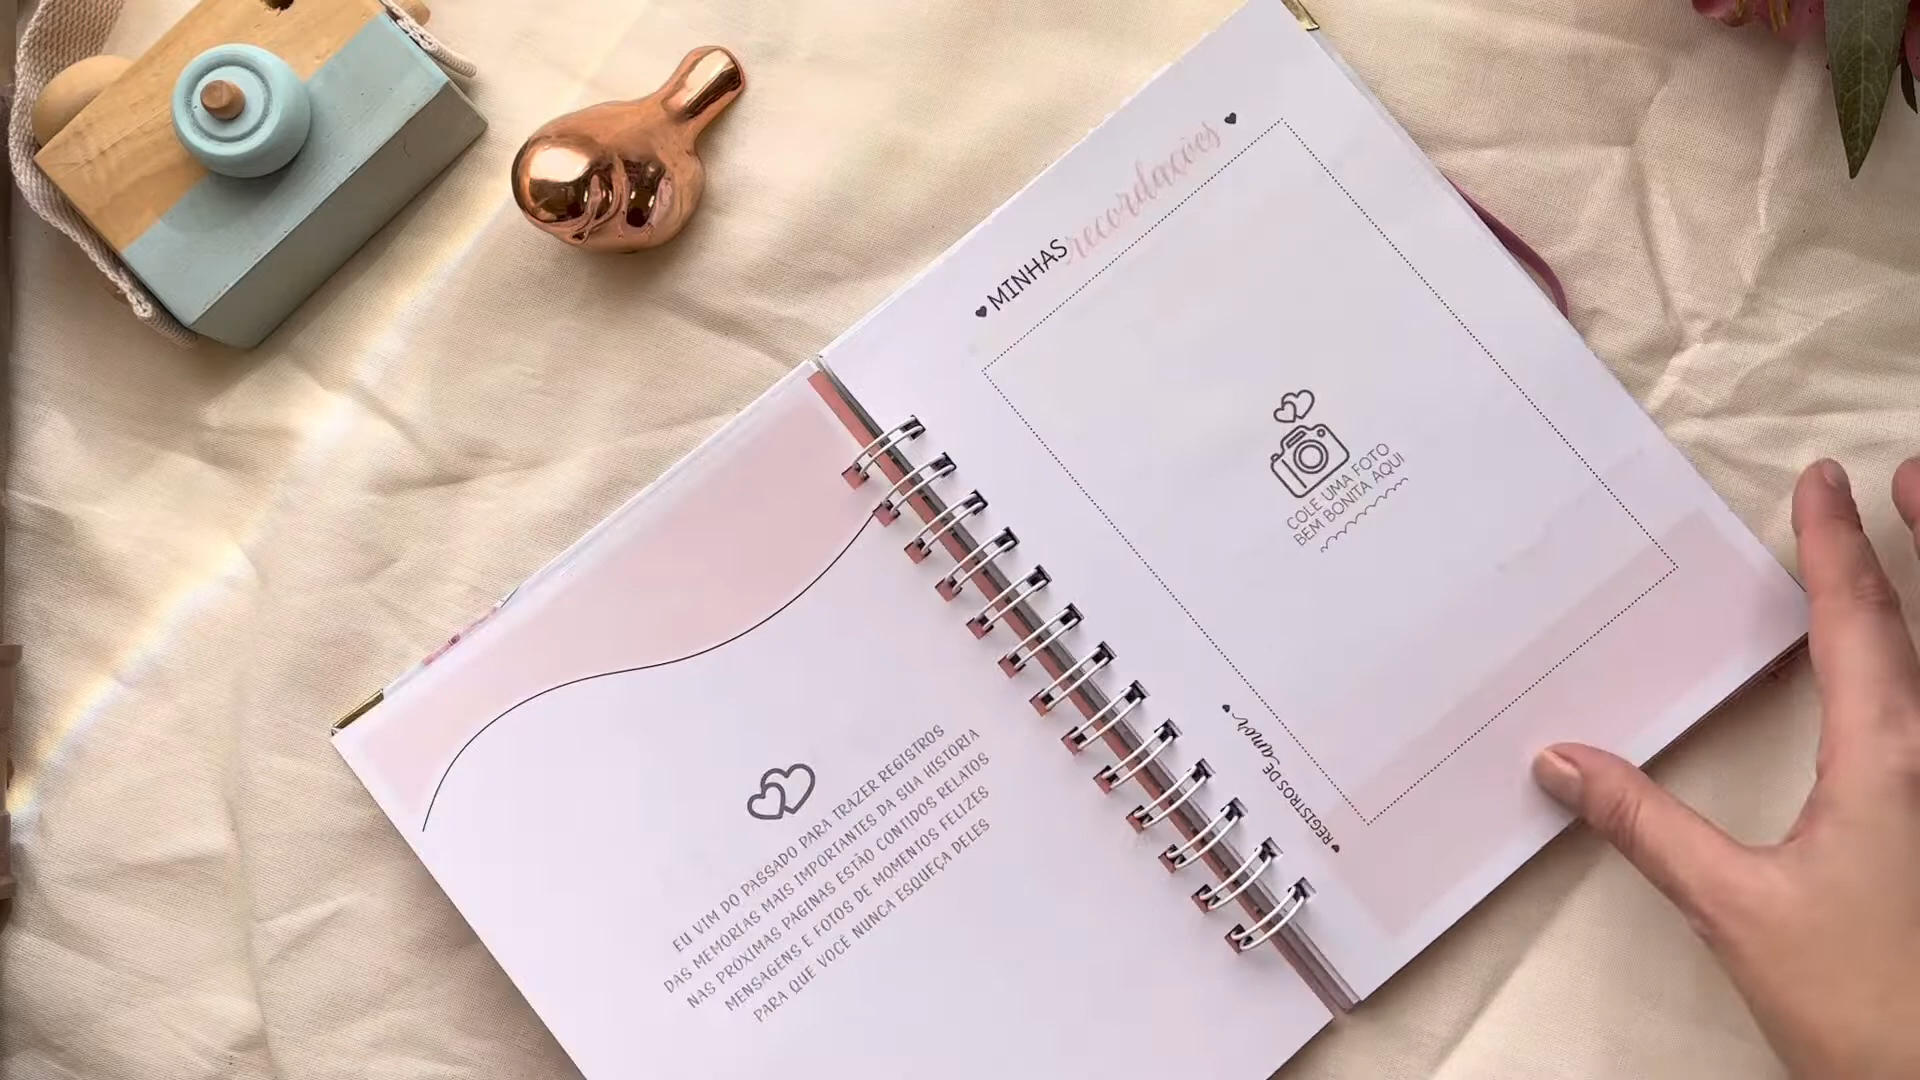 EU VIM DO PASSADO PARA TRAZER REGISTROS
DAS MEMÓRIAS MAIS IMPORTANTES DA SUA HISTÓRIA
NAS PRÓXIMAS PÁGINAS ESTÃO CONTIDOS RELATOS
MENSAGENS E FOTOS DE MOMENTOS FELIZES
PARA QUE VOCÊ NUNCA ESQUEÇA DELES
MINHAS recordações
COLE UMA FOTO
BEM BONITA AQUI
REGISTROS DE amor